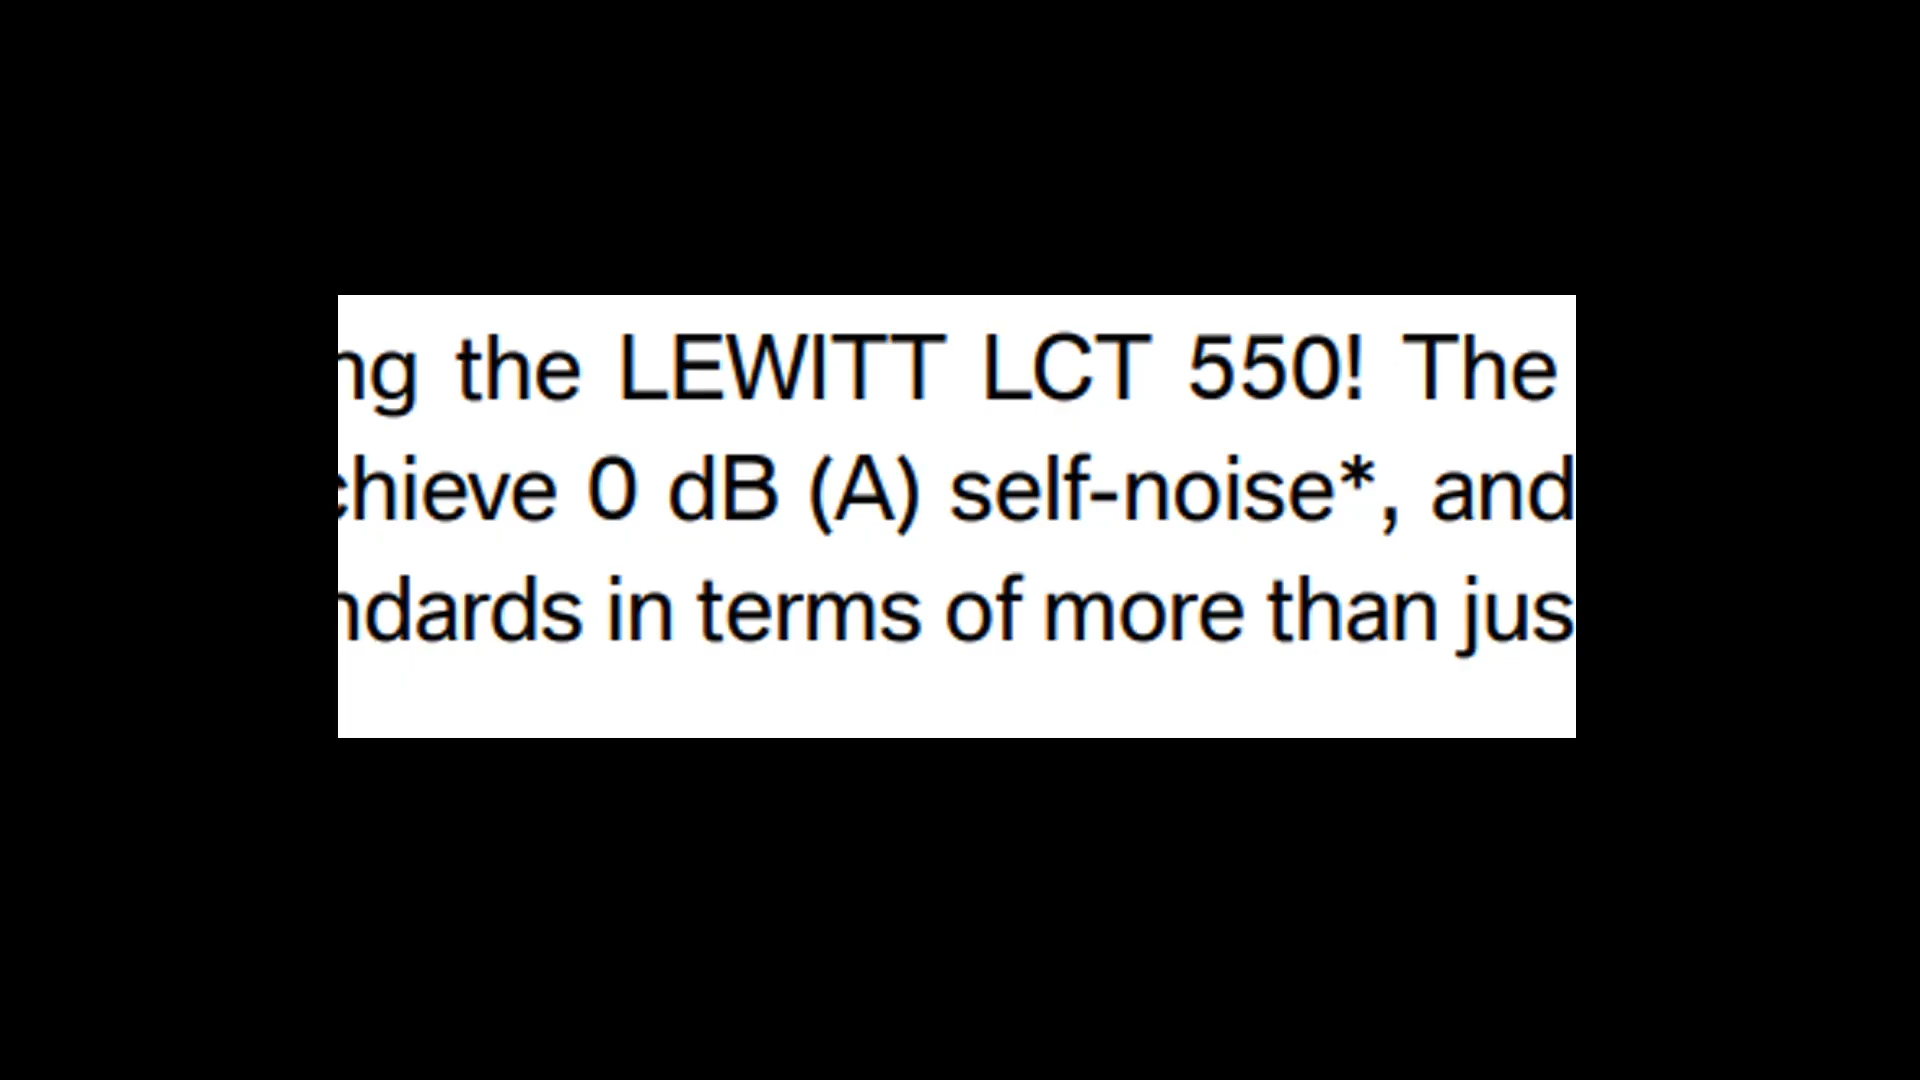 ng the LEWITT LCT 550! The
chieve 0 dB (A) self-noise*, and
ndards in terms of more than jus